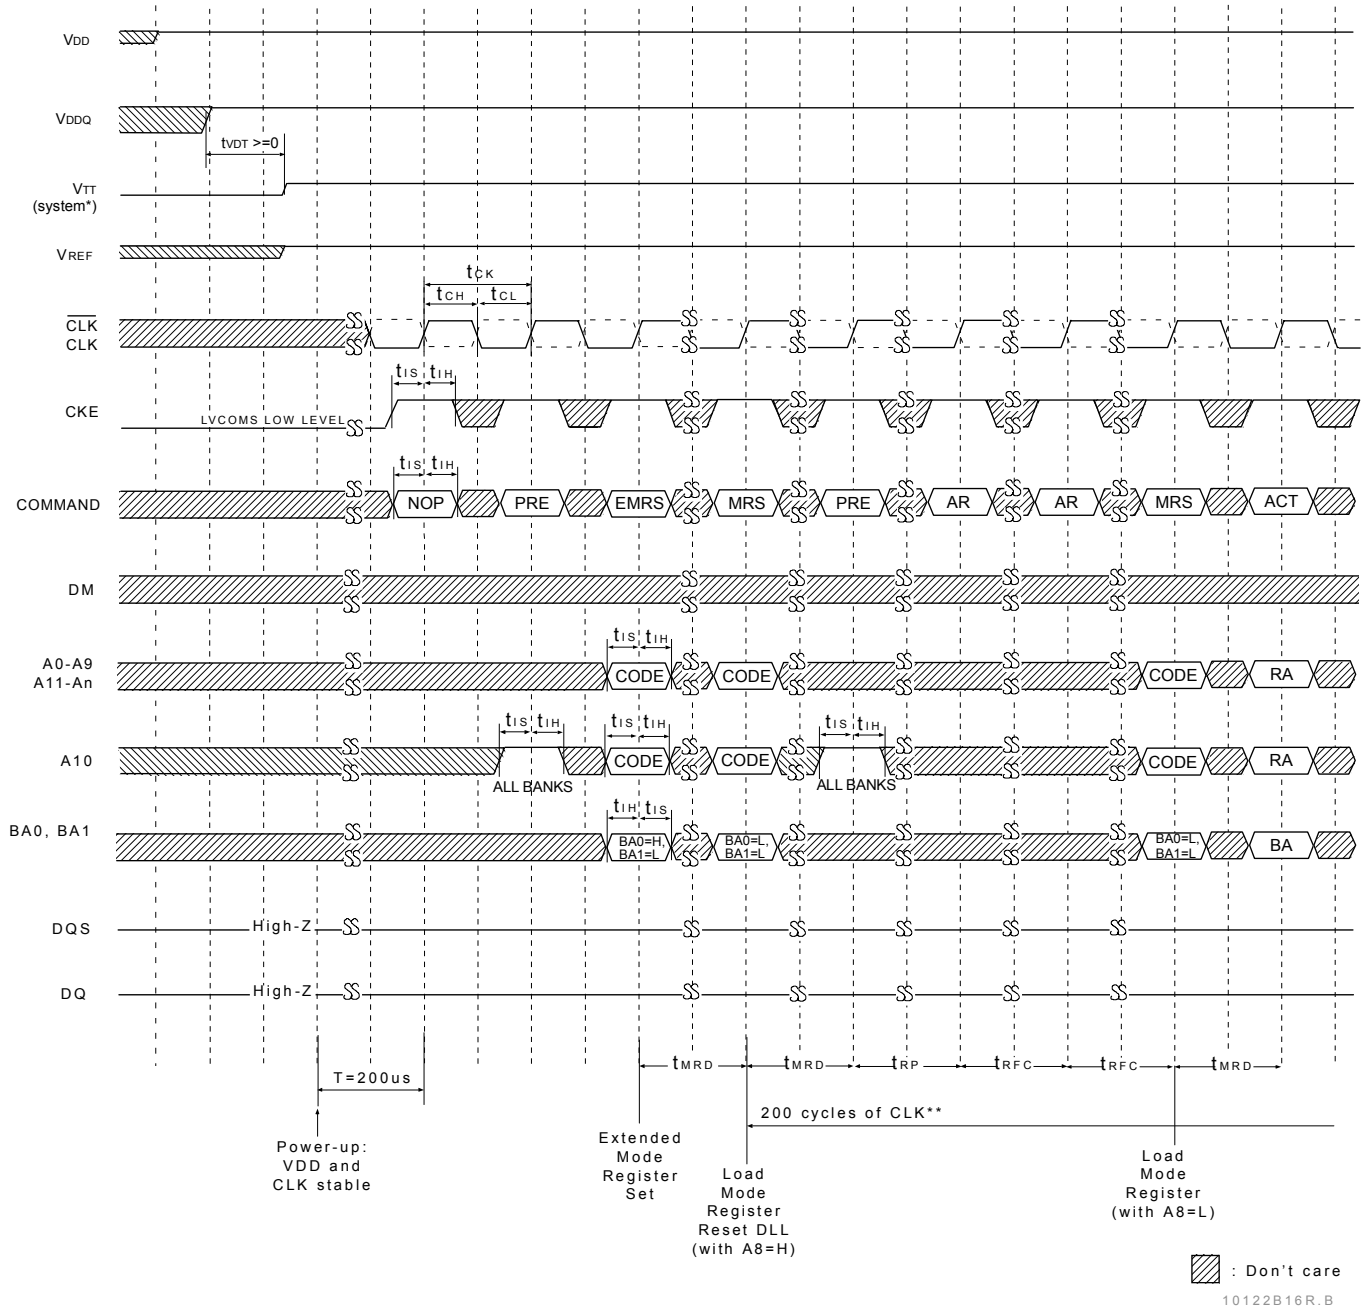 VDD
VDDQ
tVDT >=0
VTT
(system*)
VREF
tCK
tCH tCL
CLK
CLK
tIS tIH
CKE
LVCOMS LOW LEVEL
tIS tIH
COMMAND NOP PRE EMRS MRS PRE AR AR MRS ACT
DM
tIS tIH
A0-A9
A11-An
CODE CODE CODE RA
tIS tIH tIS tIH tIS tIH
A10 CODE CODE CODE RA
ALL BANKS ALL BANKS
tIH tIS
BA0, BA1
BA0=H, BA0=L, BA0=L,
BA1=L BA1=L BA1=L
BA
DQS High-Z
DQ High-Z
tMRD tMRD tRP tRFC tRFC tMRD
T=200us
200 cycles of CLK**
Power-up:
VDD and
CLK stable
Extended
Mode
Register
Set
Load
Mode
Register
Reset DLL
(with A8=H)
Load
Mode
Register
(with A8=L)
: Don't care
10122B16R.B